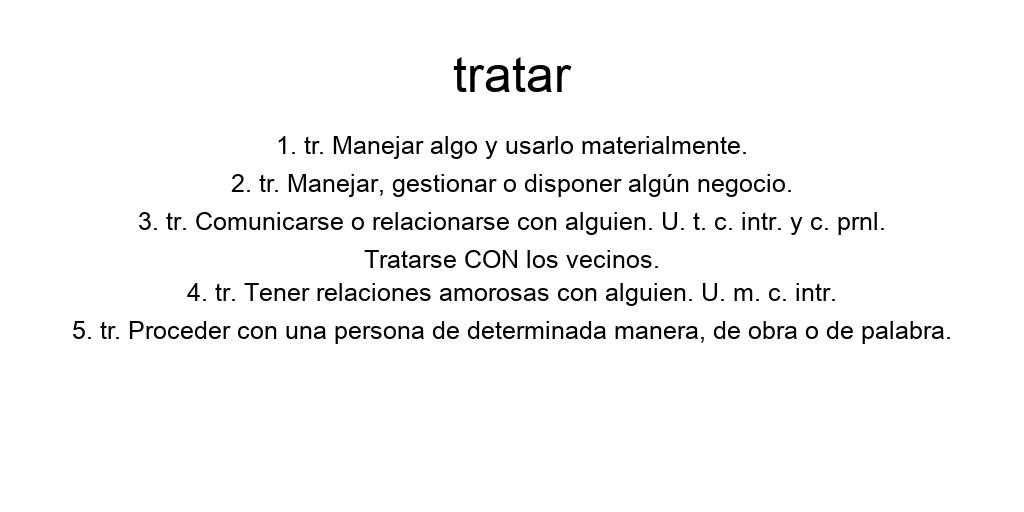 tratar
1. tr. Manejar algo y usarlo materialmente.
2. tr. Manejar, gestionar o disponer algún negocio.
3. tr. Comunicarse o relacionarse con alguien. U. t. c. intr. y c. prnl.
Tratarse CON los vecinos.
4. tr. Tener relaciones amorosas con alguien. U. m. c. intr.
5. tr. Proceder con una persona de determinada manera, de obra o de palabra.